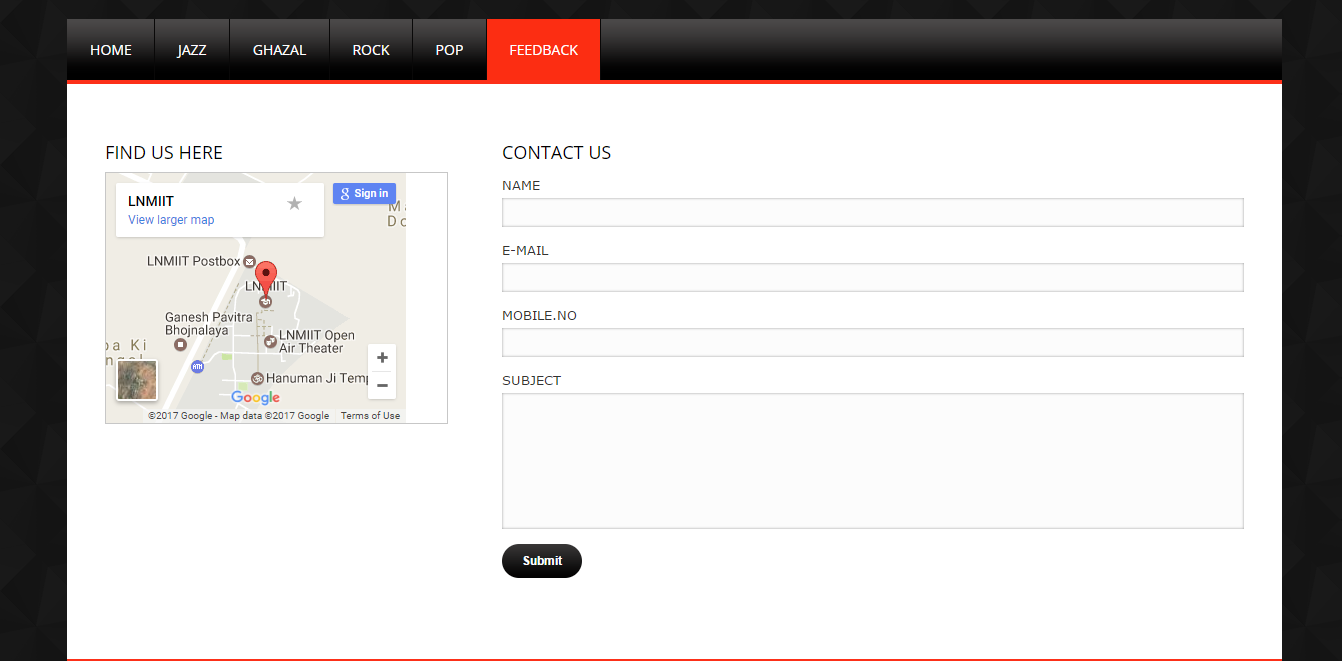 HOME JAZZ GHAZAL ROCK POP FEEDBACK
FIND US HERE
LNMIIT
View larger map
Sign in
LNMIIT Postbox
LNMIIT
Ganesh Pavitra
Bhojnalaya
LNMIIT Open
Air Theater
ATM
Hanuman Ji Temp
Google
©2017 Google - Map data ©2017 Google Terms of Use
CONTACT US
NAME
E-MAIL
MOBILE.NO
SUBJECT
Submit